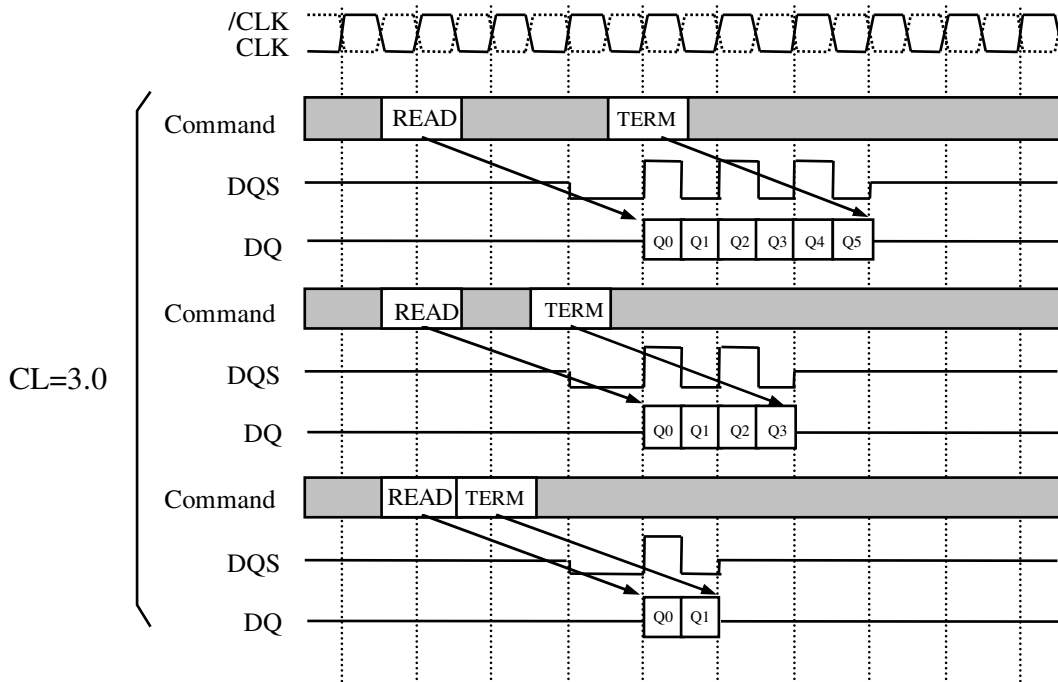 /CLK
CLK
Command READ TERM
DQS
DQ Q0 Q1 Q2 Q3 Q4 Q5
Command READ TERM
CL=3.0
DQS
DQ Q0 Q1 Q2 Q3
Command READ TERM
DQS
DQ Q0 Q1